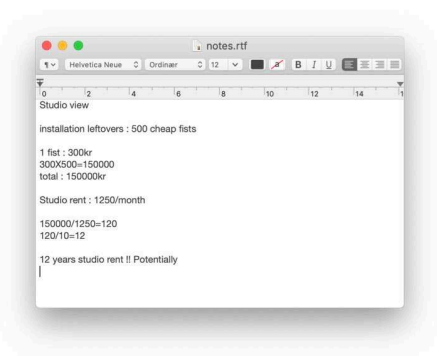 notes.rtf
Helvetica Neue Ordinær 12 B I U
0 2 4 6 8 10 12 14 1
Studio view
installation leftovers : 500 cheap fists
1 fist : 300kr
300X500=150000
total : 150000kr
Studio rent : 1250/month
150000/1250=120
120/10=12
12 years studio rent !! Potentially